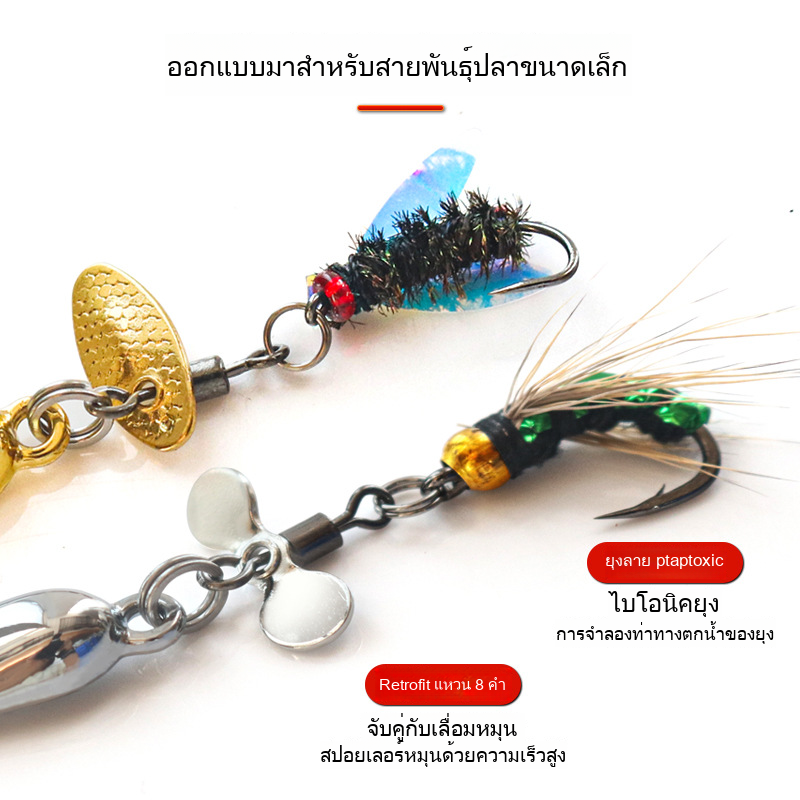 ออกแบบมาสำหรับสายพันธุ์ปลาขนาดเล็ก
ยุงลาย ptaptoxic
ไบโอนิคยุง
การจำลองท่าทางตกน้ำของยุง
Retrofit แหวน 8 คำ
จับคู่กับเลื่อมหมุน
สปอยเลอร์หมุนด้วยความเร็วสูง